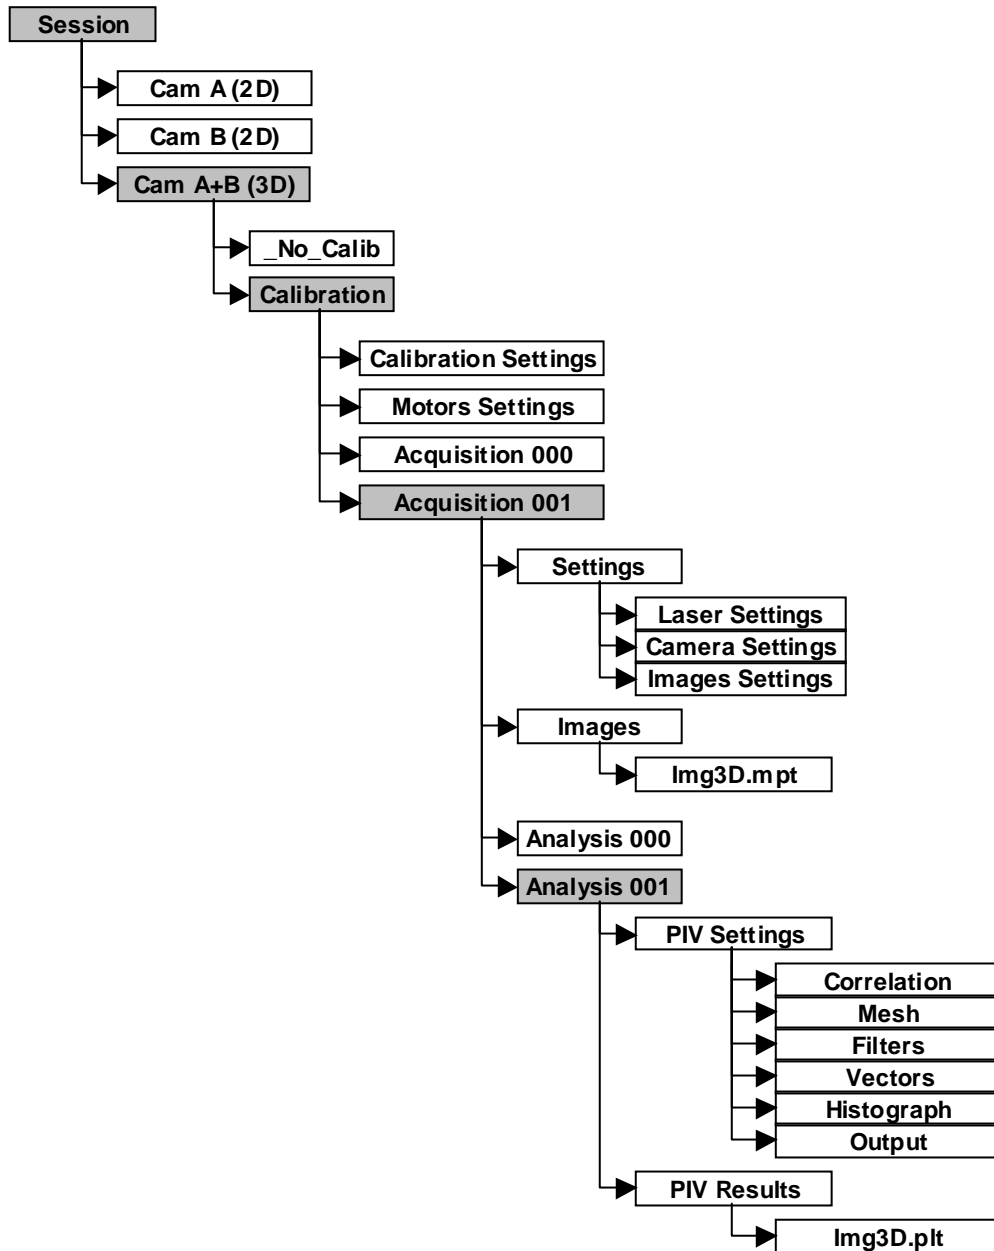 Session
Cam A (2D)
Cam B (2D)
Cam A+B (3D)
_No_Calib
Calibration
Calibration Settings
Motors Settings
Acquisition 000
Acquisition 001
Settings
Laser Settings
Camera Settings
Images Settings
Images
Img3D.mpt
Analysis 000
Analysis 001
PIV Settings
Correlation
Mesh
Filters
Vectors
Histograph
Output
PIV Results
Img3D.plt